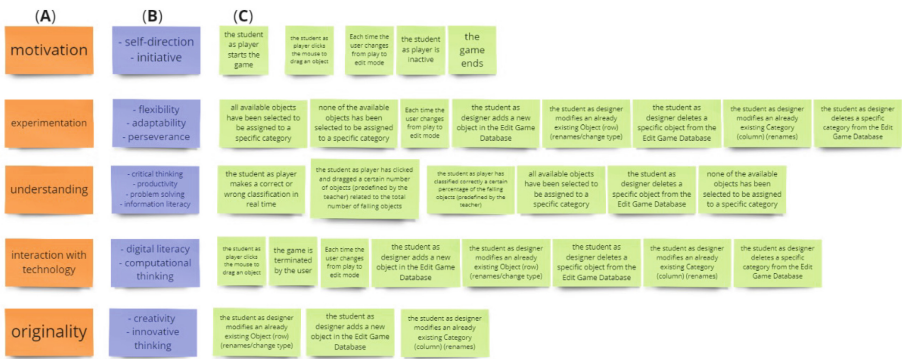 (A) (B) (C)
motivation
- self-direction
- initiative
the student
as player
starts the
game
the student as
player clicks
the mouse to
drag an object
Each time the
user changes
from play to
edit mode
the student
as player is
inactive
the
game
ends
experimentation
- flexibility
- adaptability
- perseverance
all available objects
have been selected to
be assigned to a
specific category
none of the available
objects has been
selected to be assigned
to a specific category
Each time the
user changes
from play to
edit mode
the student as
designer adds a new
object in the Edit Game
Database
the student as designer
modifies an already
existing Object (row)
(renames/change type)
the student as
designer deletes a
specific object from the
Edit Game Database
the student as designer
modifies an already
existing Category
(column) (renames)
the student as
designer deletes a
specific category from the
Edit Game Database
understanding
- critical thinking
- productivity
- problem solving
- information literacy
the student as player
makes a correct or
wrong classification in
real time
the student as player has clicked
and dragged a certain number
of objects (predefined by the
teacher) related to the total
number of falling objects
the student as player has
classified correctly a certain
percentage of the falling
objects (predefined by the
teacher)
all available objects
have been selected to
be assigned to a
specific category
the student as
designer deletes a
specific object from the
Edit Game Database
none of the available
objects has been
selected to be assigned
to a specific category
interaction with
technology
- digital literacy
- computational
thinking
the student as
player clicks
the mouse to
drag an object
the game is
terminated
by the user
Each time the
user changes
from play to
edit mode
the student as
designer adds a new
object in the Edit Game
Database
the student as designer
modifies an already
existing Object (row)
(renames/change type)
the student as
designer deletes a
specific object from the
Edit Game Database
the student as designer
modifies an already
existing Category
(column) (renames)
the student as
designer deletes a
specific category from the
Edit Game Database
originality
- creativity
- innovative
thinking
the student as designer
modifies an already
existing Object (row)
(renames/change type)
the student as
designer adds a new
object in the Edit Game
Database
the student as designer
modifies an already
existing Category
(column) (renames)